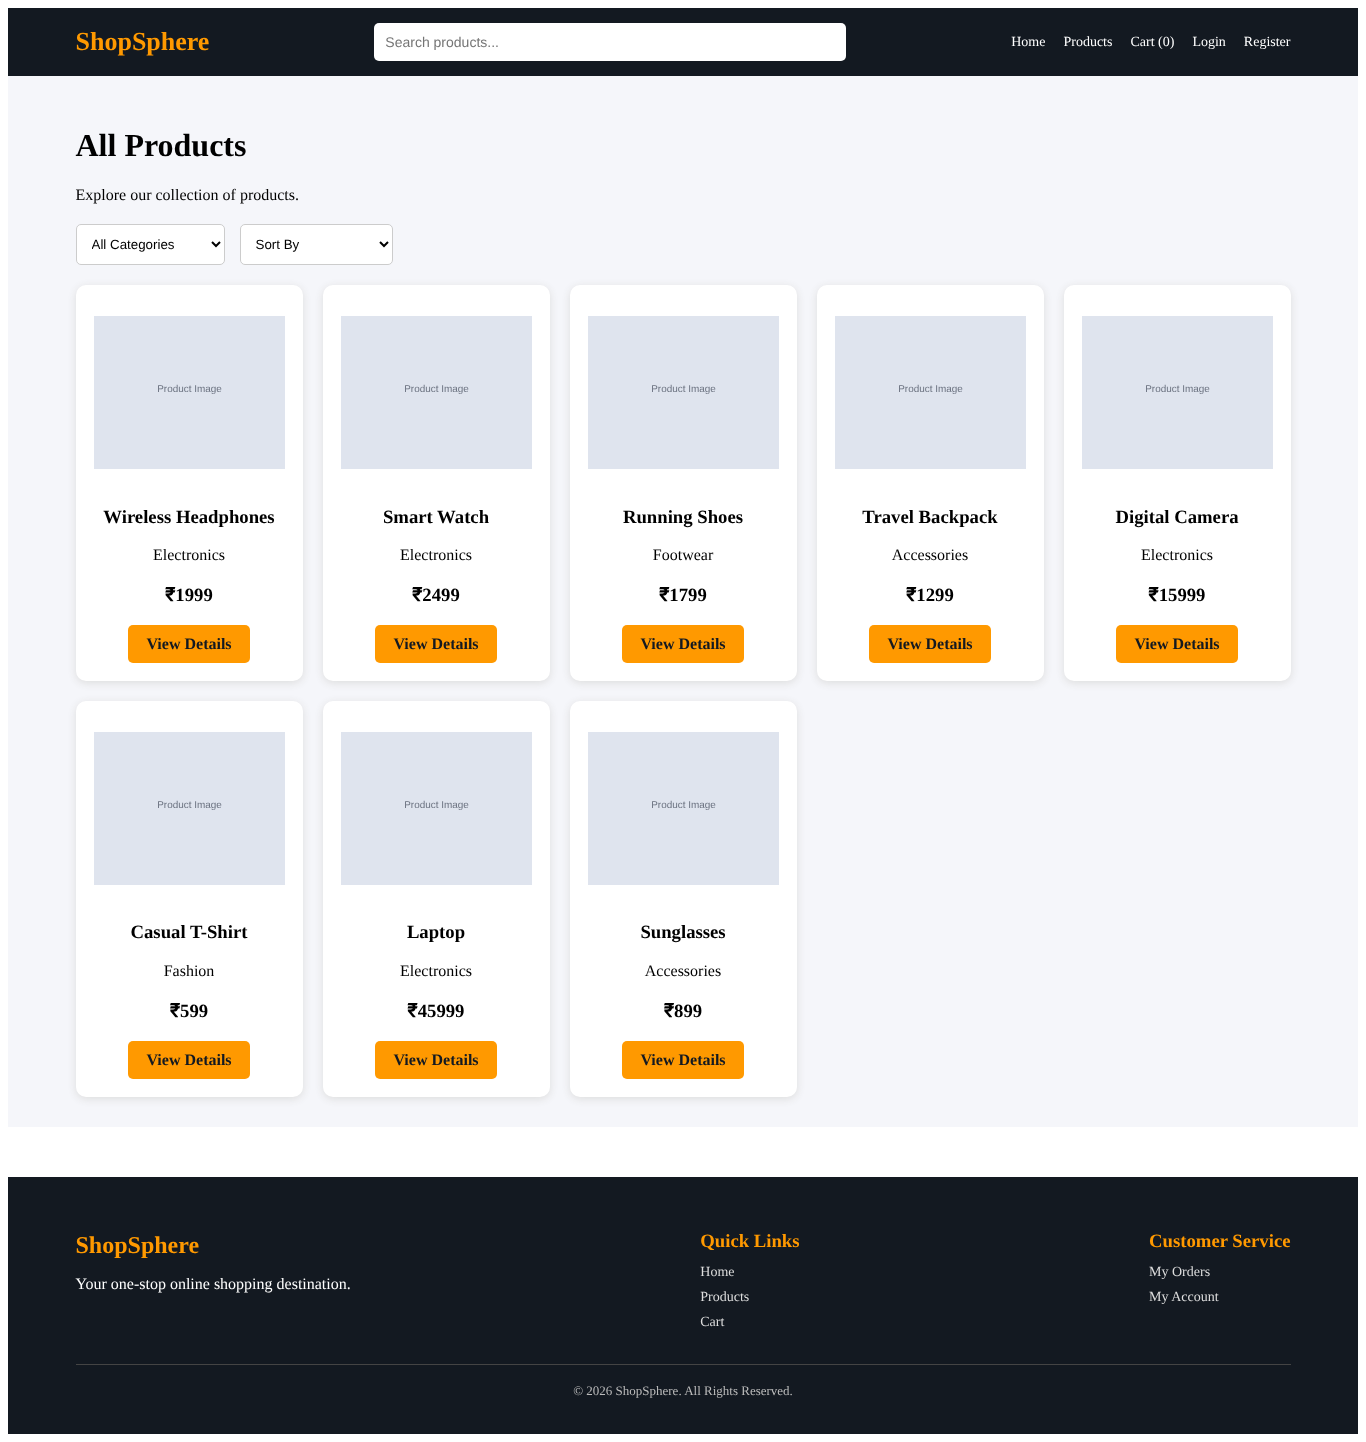 ShopSphere
Search products...
Home Products Cart (0) Login Register
All Products
Explore our collection of products.
All Categories Sort By
Product Image Product Image Product Image Product Image Product Image
Wireless Headphones Smart Watch Running Shoes Travel Backpack Digital Camera
Electronics Electronics Footwear Accessories Electronics
₹1999 ₹2499 ₹1799 ₹1299 ₹15999
View Details View Details View Details View Details View Details
Product Image Product Image Product Image
Casual T-Shirt Laptop Sunglasses
Fashion Electronics Accessories
₹599 ₹45999 ₹899
View Details View Details View Details
ShopSphere
Your one-stop online shopping destination.
Quick Links
Home
Products
Cart
Customer Service
My Orders
My Account
© 2026 ShopSphere. All Rights Reserved.